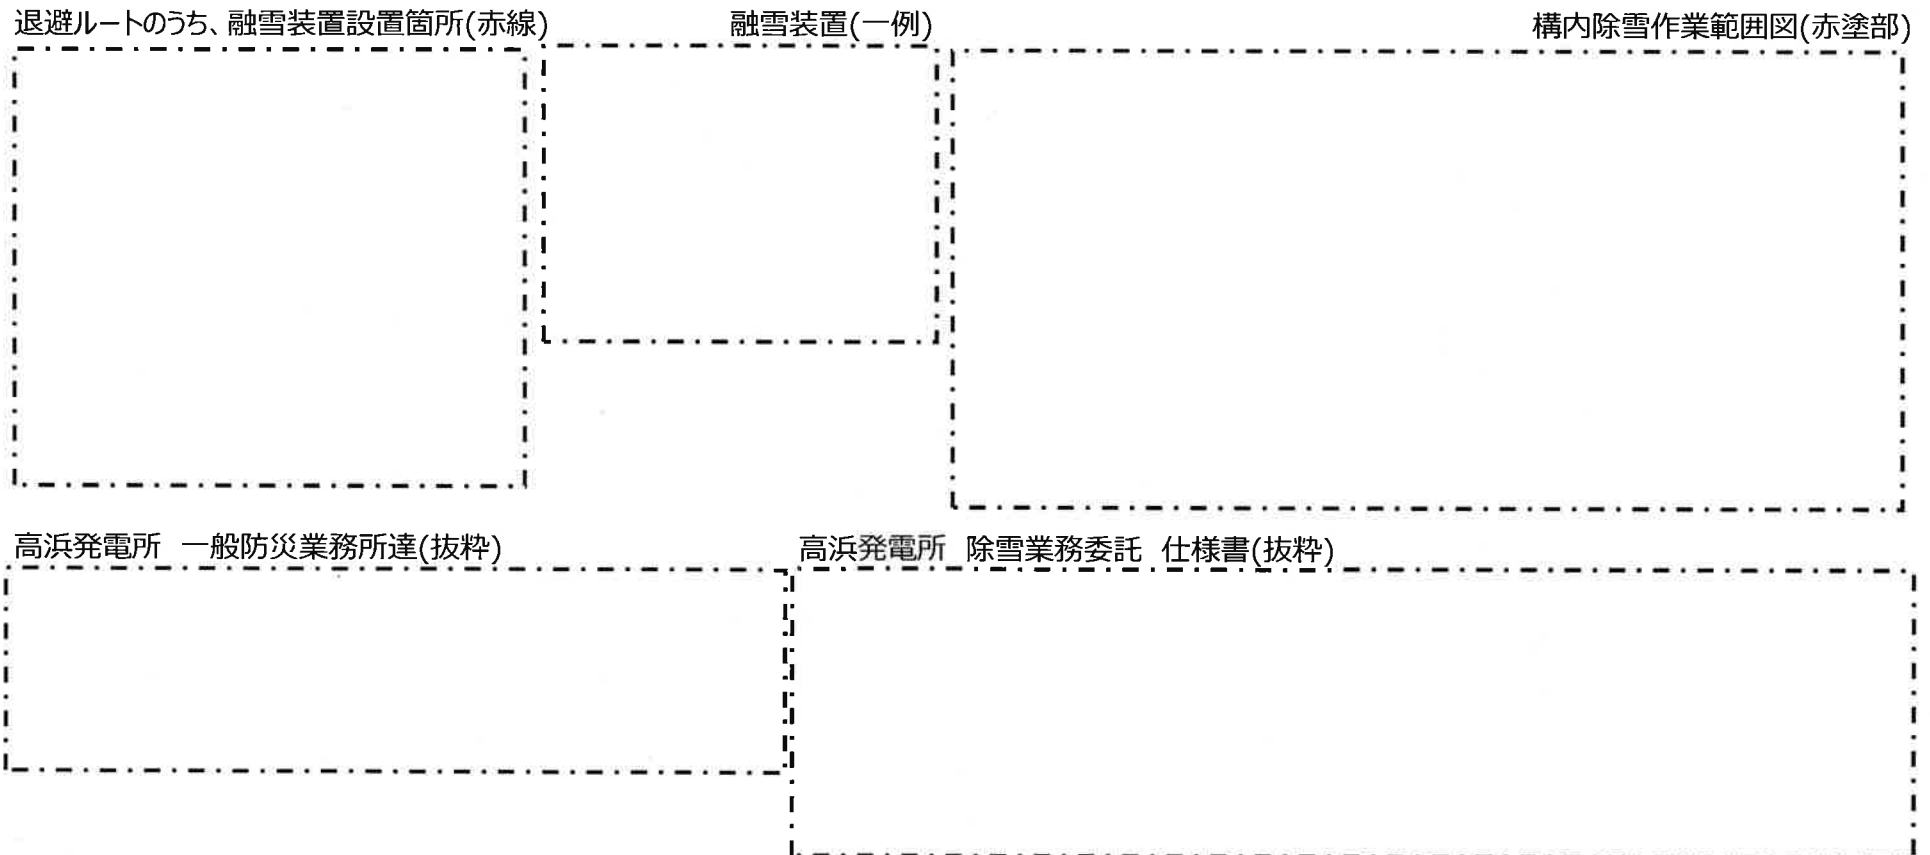 退避ルートのうち、融雪装置設置箇所(赤線)
融雪装置(一例)
構内除雪作業範囲図(赤塗部)
高浜発電所　一般防災業務所達(抜粋)
高浜発電所　除雪業務委託　仕様書(抜粋)